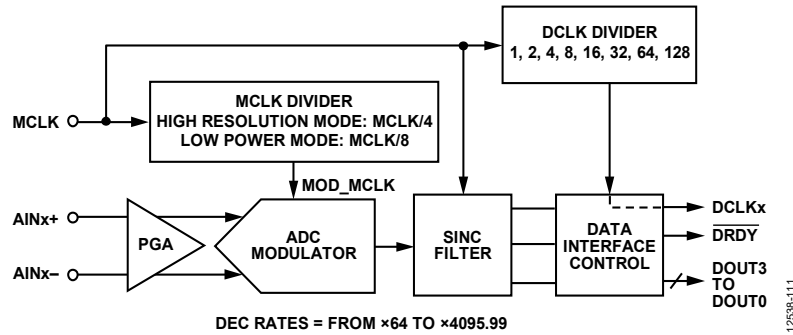 DCLK DIVIDER
1, 2, 4, 8, 16, 32, 64, 128
MCLK
MCLK DIVIDER
HIGH RESOLUTION MODE: MCLK/4
LOW POWER MODE: MCLK/8
MOD_MCLK
AINx+
AINx–
PGA
ADC
MODULATOR
SINC
FILTER
DATA
INTERFACE
CONTROL
DCLKx
DRDY
DOUT3
TO
DOUT0
DEC RATES = FROM ×64 TO ×4095.99
12538-111